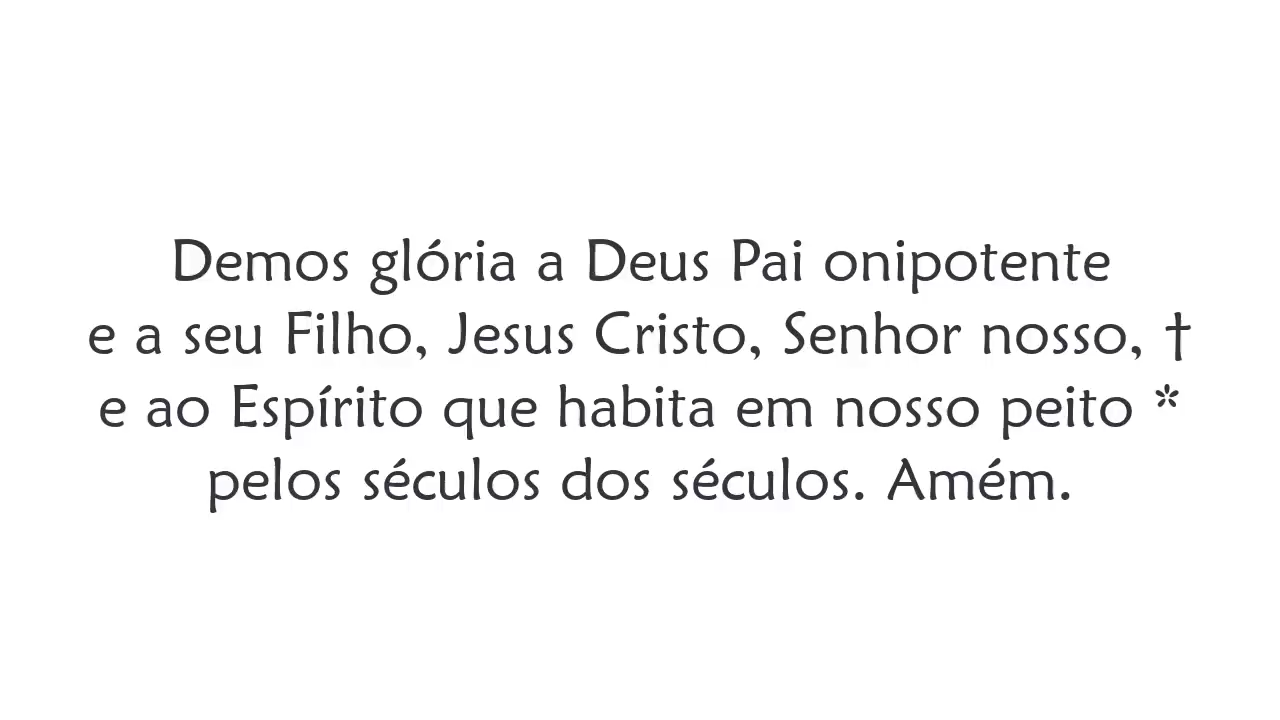 Demos glória a Deus Pai onipotente
e a seu Filho, Jesus Cristo, Senhor nosso, †
e ao Espírito que habita em nosso peito *
pelos séculos dos séculos. Amém.